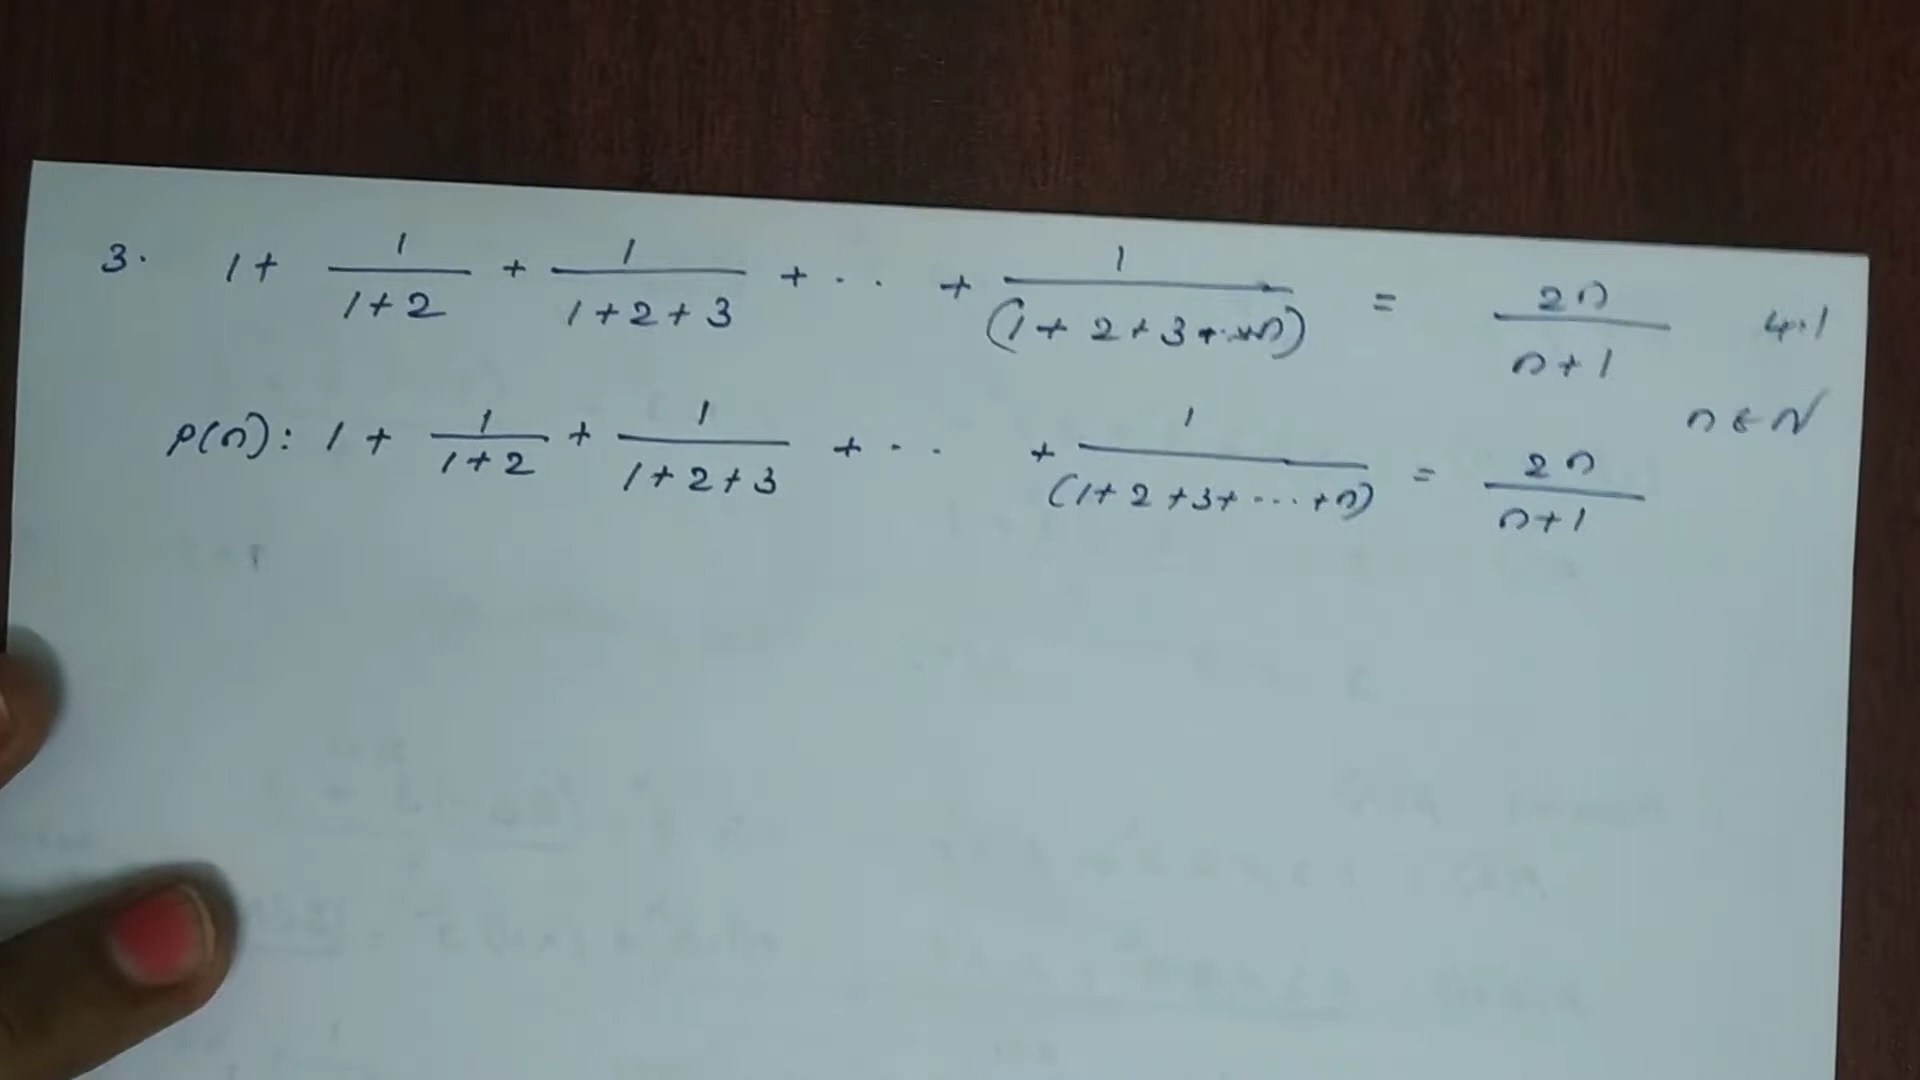 3. 1 + 1/(1+2) + 1/(1+2+3) + .. + 1/(1+2+3+..+n) = 2n/(n+1) 4.1
n ∈ N
P(n): 1 + 1/(1+2) + 1/(1+2+3) + .. + 1/(1+2+3+...+n) = 2n/(n+1)